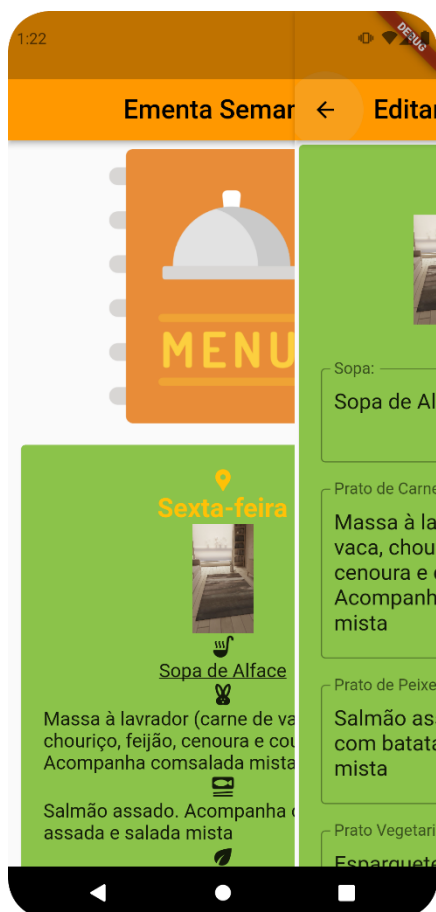 1:22
DEBUG
Ementa Semar
Editar
MENU
Sexta-feira
Sopa de Alface
Massa à lavrador (carne de va
chouriço, feijão, cenoura e cou
Acompanha comsalada mista
Salmão assado. Acompanha
assada e salada mista
Sopa:
Sopa de Al
Prato de Carne
Massa à la
vaca, chou
cenoura e
Acompanh
mista
Prato de Peixe
Salmão ass
com batata
mista
Prato Vegetari
Esparguete